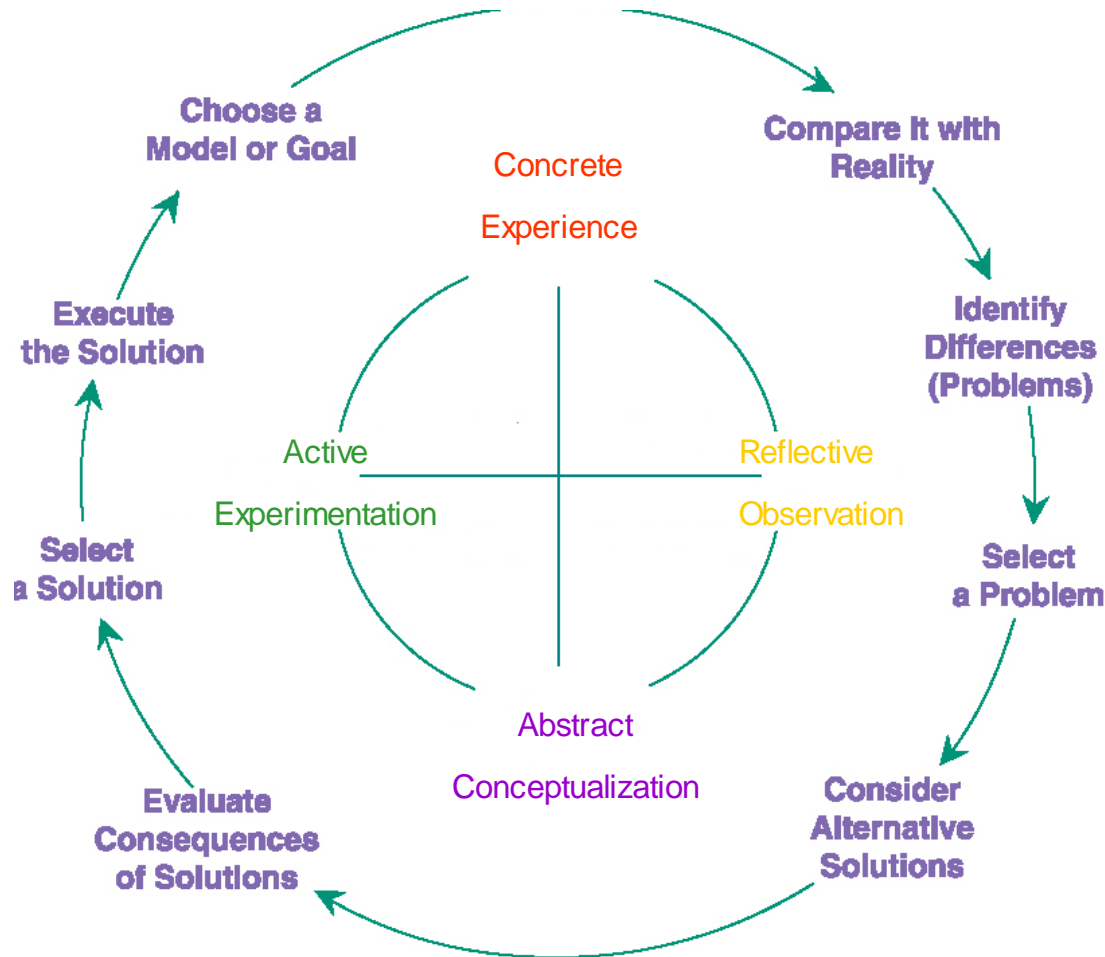 Choose a
Model or Goal
Compare it with
Reality
Concrete
Experience
Execute
the Solution
Identify
Differences
(Problems)
Active
Experimentation
Reflective
Observation
Select
a Solution
Select
a Problem
Abstract
Conceptualization
Evaluate
Consequences
of Solutions
Consider
Alternative
Solutions